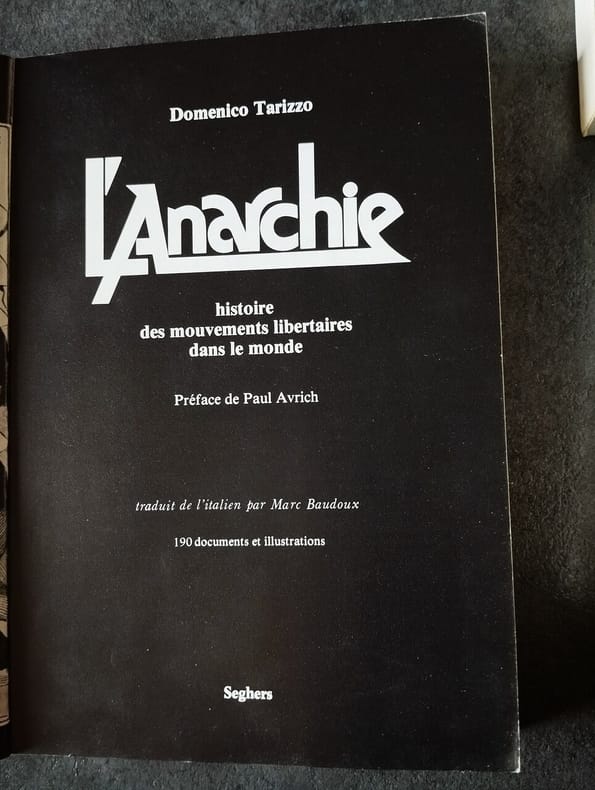 Domenico Tarizzo
l'Anarchie
histoire
des mouvements libertaires
dans le monde
Préface de Paul Avrich
traduit de l'italien par Marc Baudoux
190 documents et illustrations
Seghers